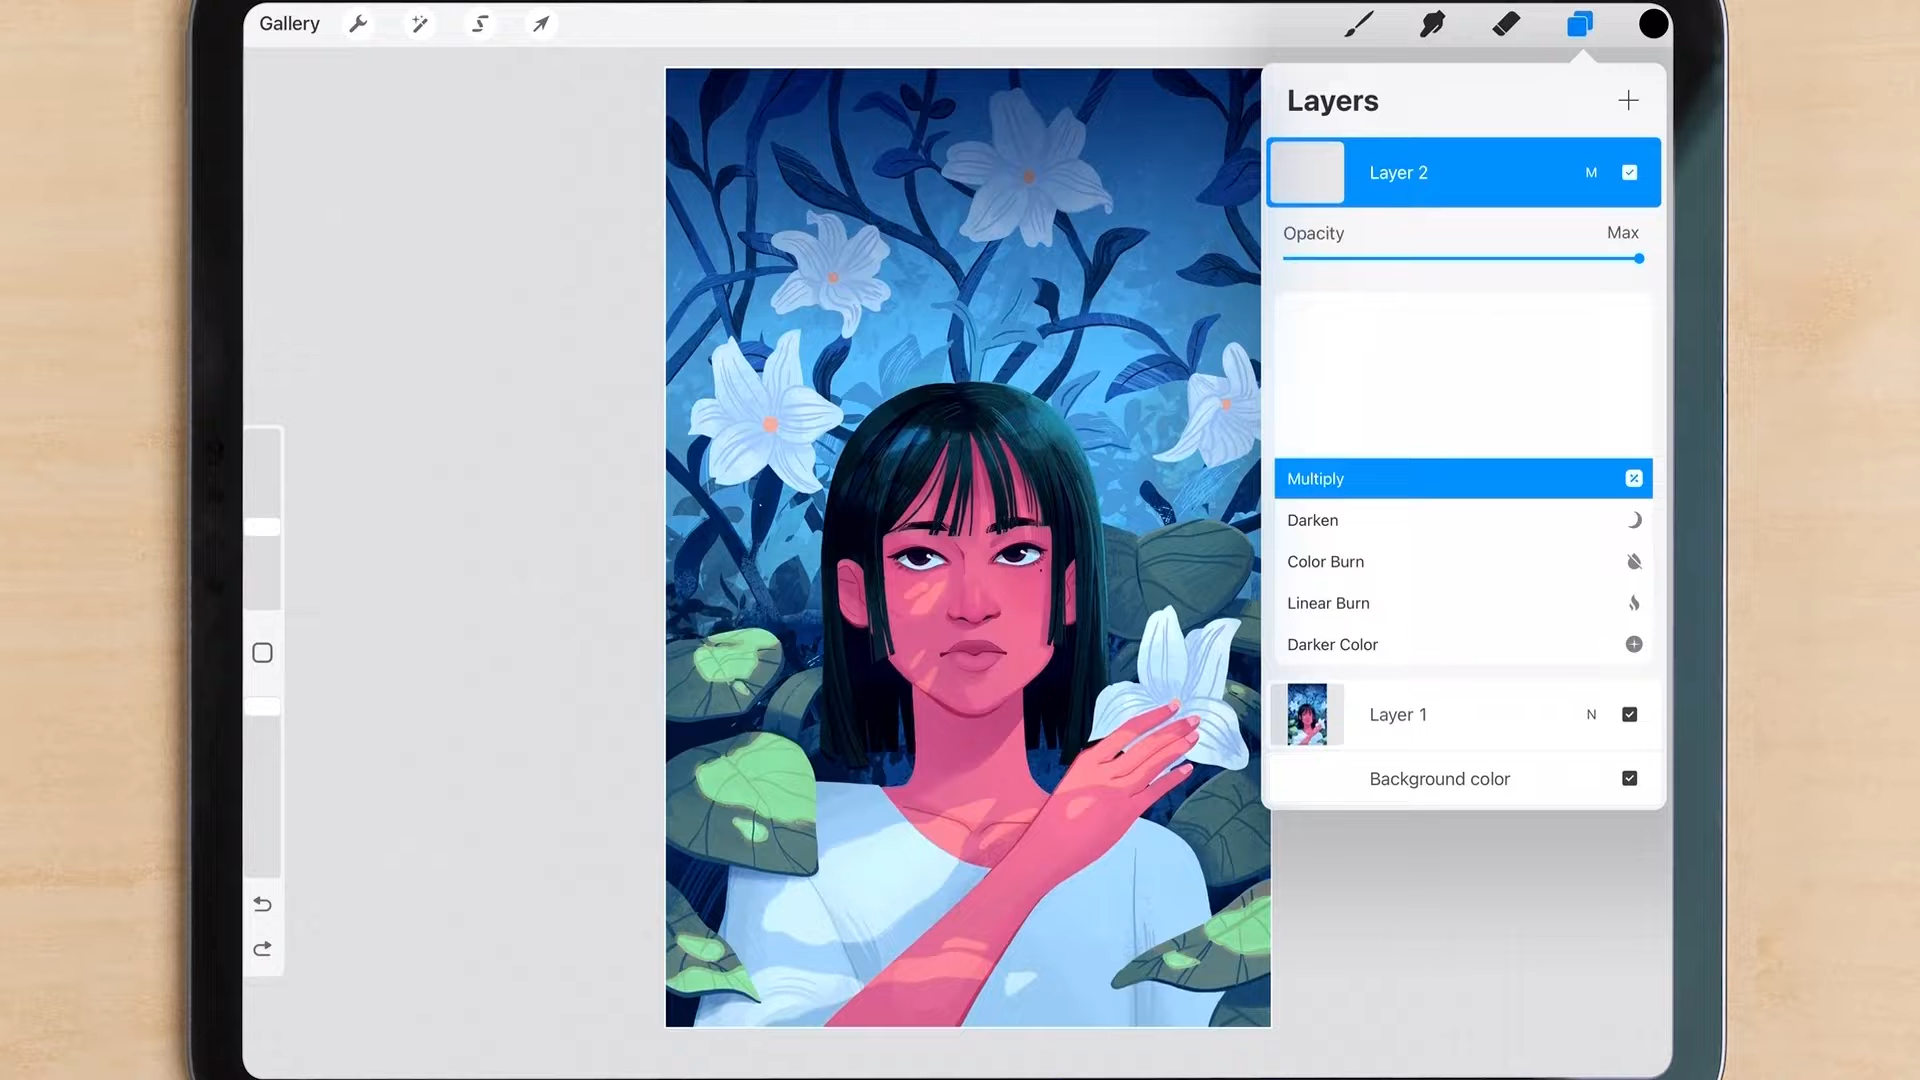 Gallery
Layers
Layer 2 M
Opacity Max
Multiply
Darken
Color Burn
Linear Burn
Darker Color
Layer 1 N
Background color